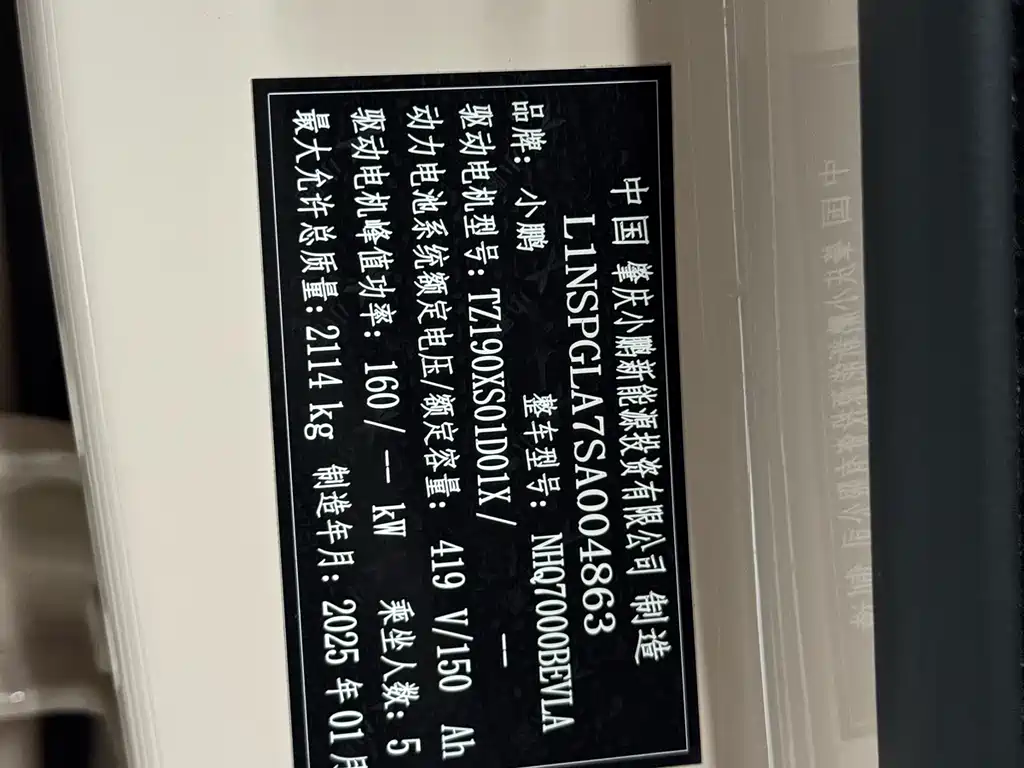 中国 肇庆小鹏新能源投资有限公司 制造
L1NSPGLA7SA004863
品牌: 小鹏 整车型号: NHQ7000BEVLA
驱动电机型号: TZ190XS01D01X/ --
动力电池系统额定电压/额定容量: 419 V/150 Ah
驱动电机峰值功率: 160/ -- kW 乘坐人数: 5
最大允许总质量: 2114 kg 制造年月: 2025 年 01 月